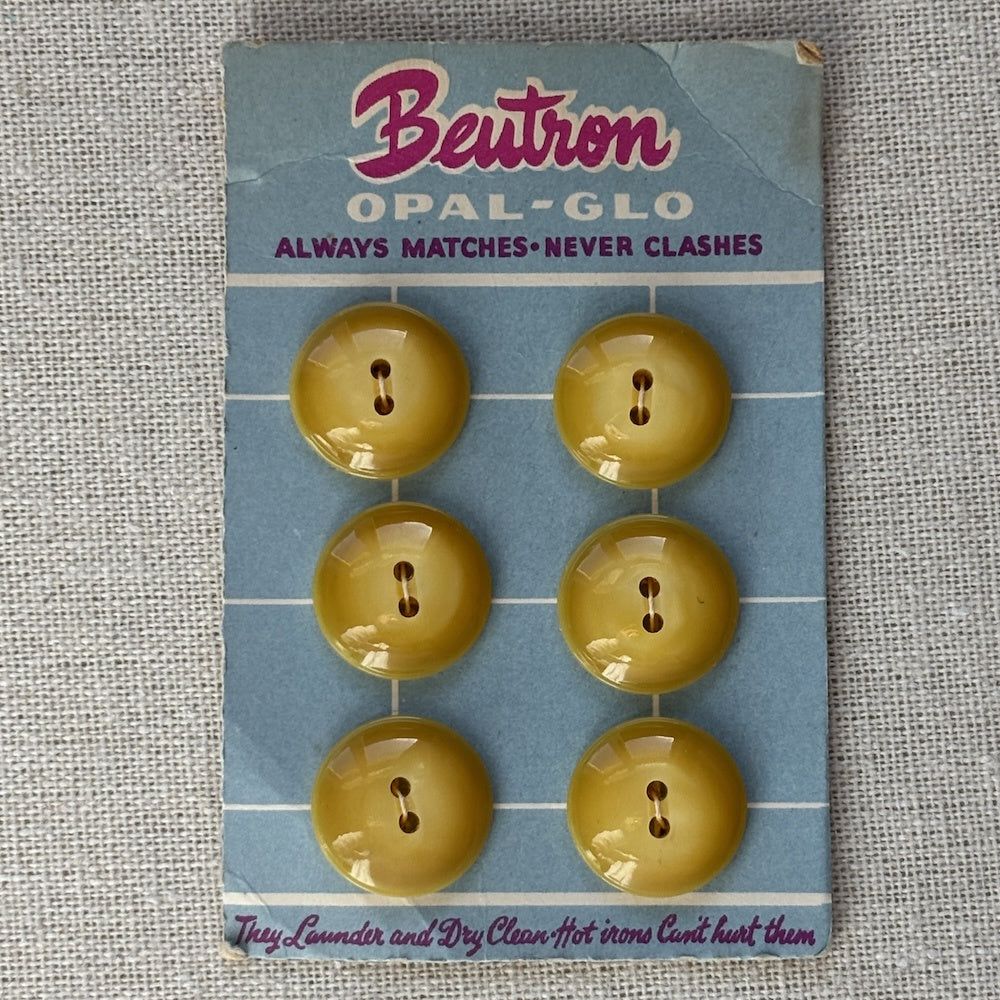 Beutron
OPAL-GLO
ALWAYS MATCHES•NEVER CLASHES
They Launder and Dry Clean·Hot irons Can't hurt them